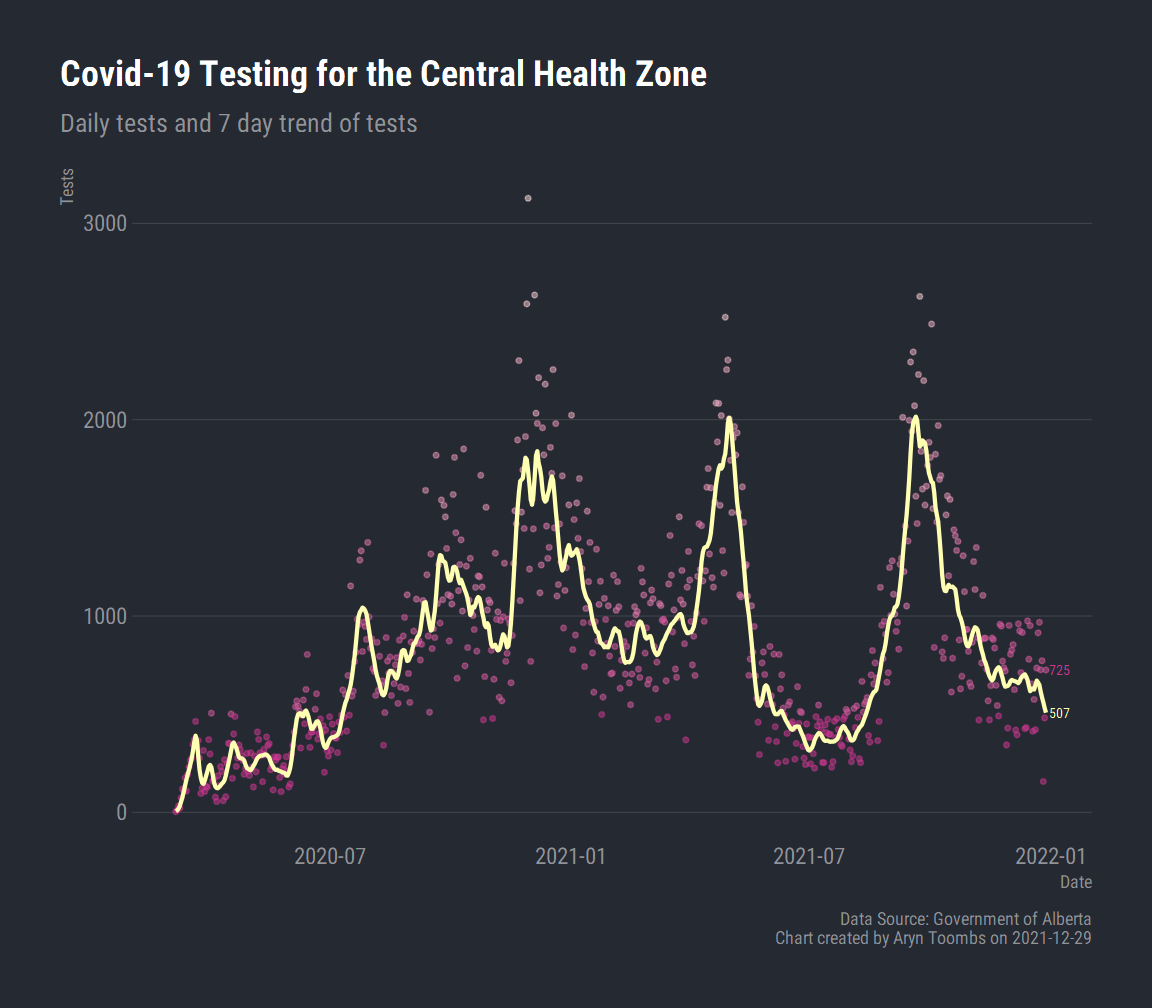 Covid-19 Testing for the Central Health Zone
Daily tests and 7 day trend of tests
Tests
3000
2000
1000
0
725
507
2020-07
2021-01
2021-07
2022-01
Date
Data Source: Government of Alberta
Chart created by Aryn Toombs on 2021-12-29